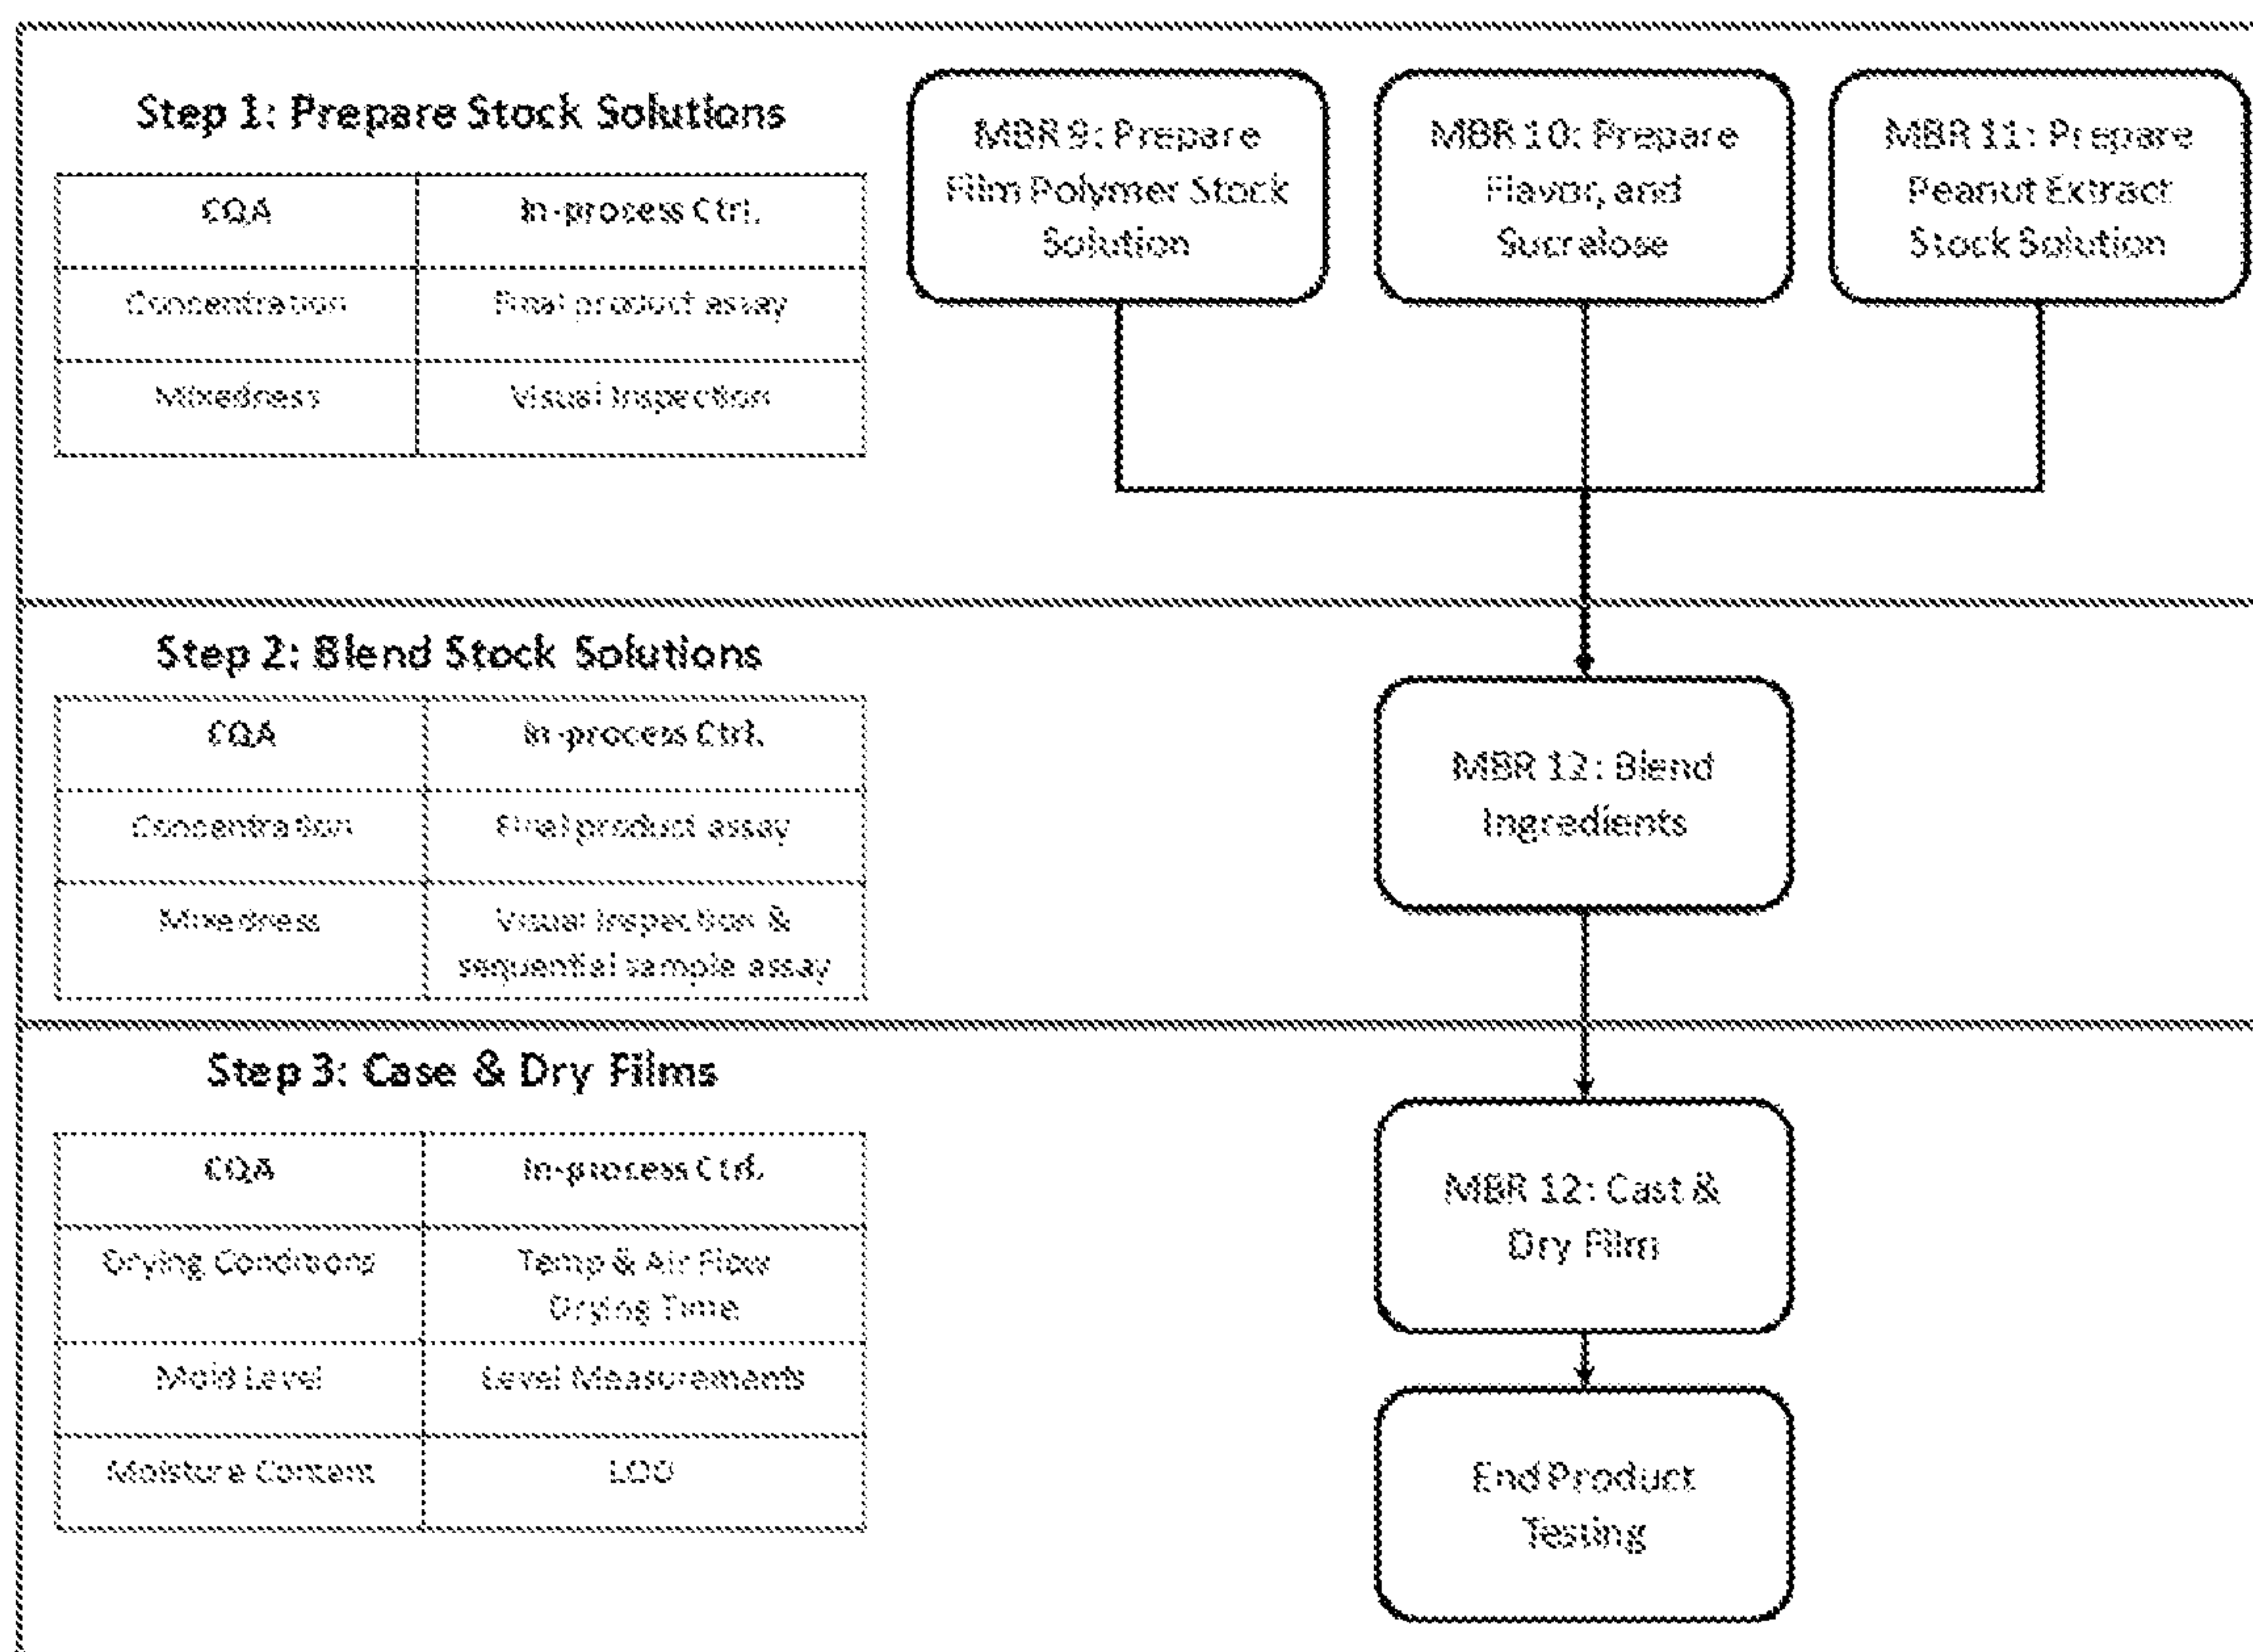 Step 1: Prepare Stock Solutions
CQA
In-process Ctrl.
Concentration
Final product assay
Mixedness
Visual Inspection
MBR 9: Prepare
Film Polymer Stock
Solution
MBR 10: Prepare
Flavor, and
Sucralose
MBR 11: Prepare
Peanut Extract
Stock Solution
Step 2: Blend Stock Solutions
CQA
In-process Ctrl.
Concentration
Final product assay
Mixedness
Visual Inspection &
sequential sample assay
MBR 12: Blend
Ingredients
Step 3: Case & Dry Films
CQA
In-process Ctrl.
Drying Conditions
Temp & Air Flow
Drying Time
Mold Level
Level Measurements
Moisture Content
LOD
MBR 12: Cast &
Dry Film
End Product
Testing